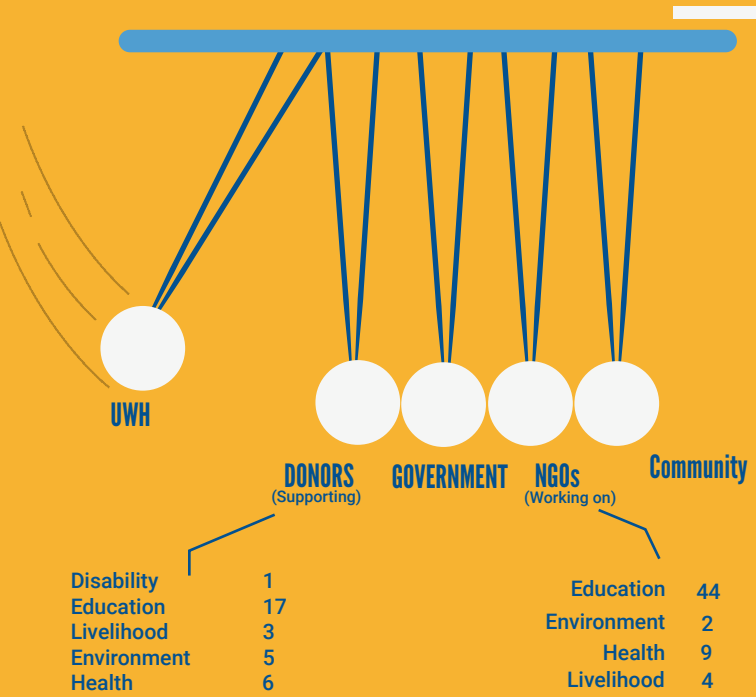 UWH
DONORS
(Supporting)
GOVERNMENT
NGOs
(Working on)
Community
Disability 1
Education 17
Livelihood 3
Environment 5
Health 6
Education 44
Environment 2
Health 9
Livelihood 4